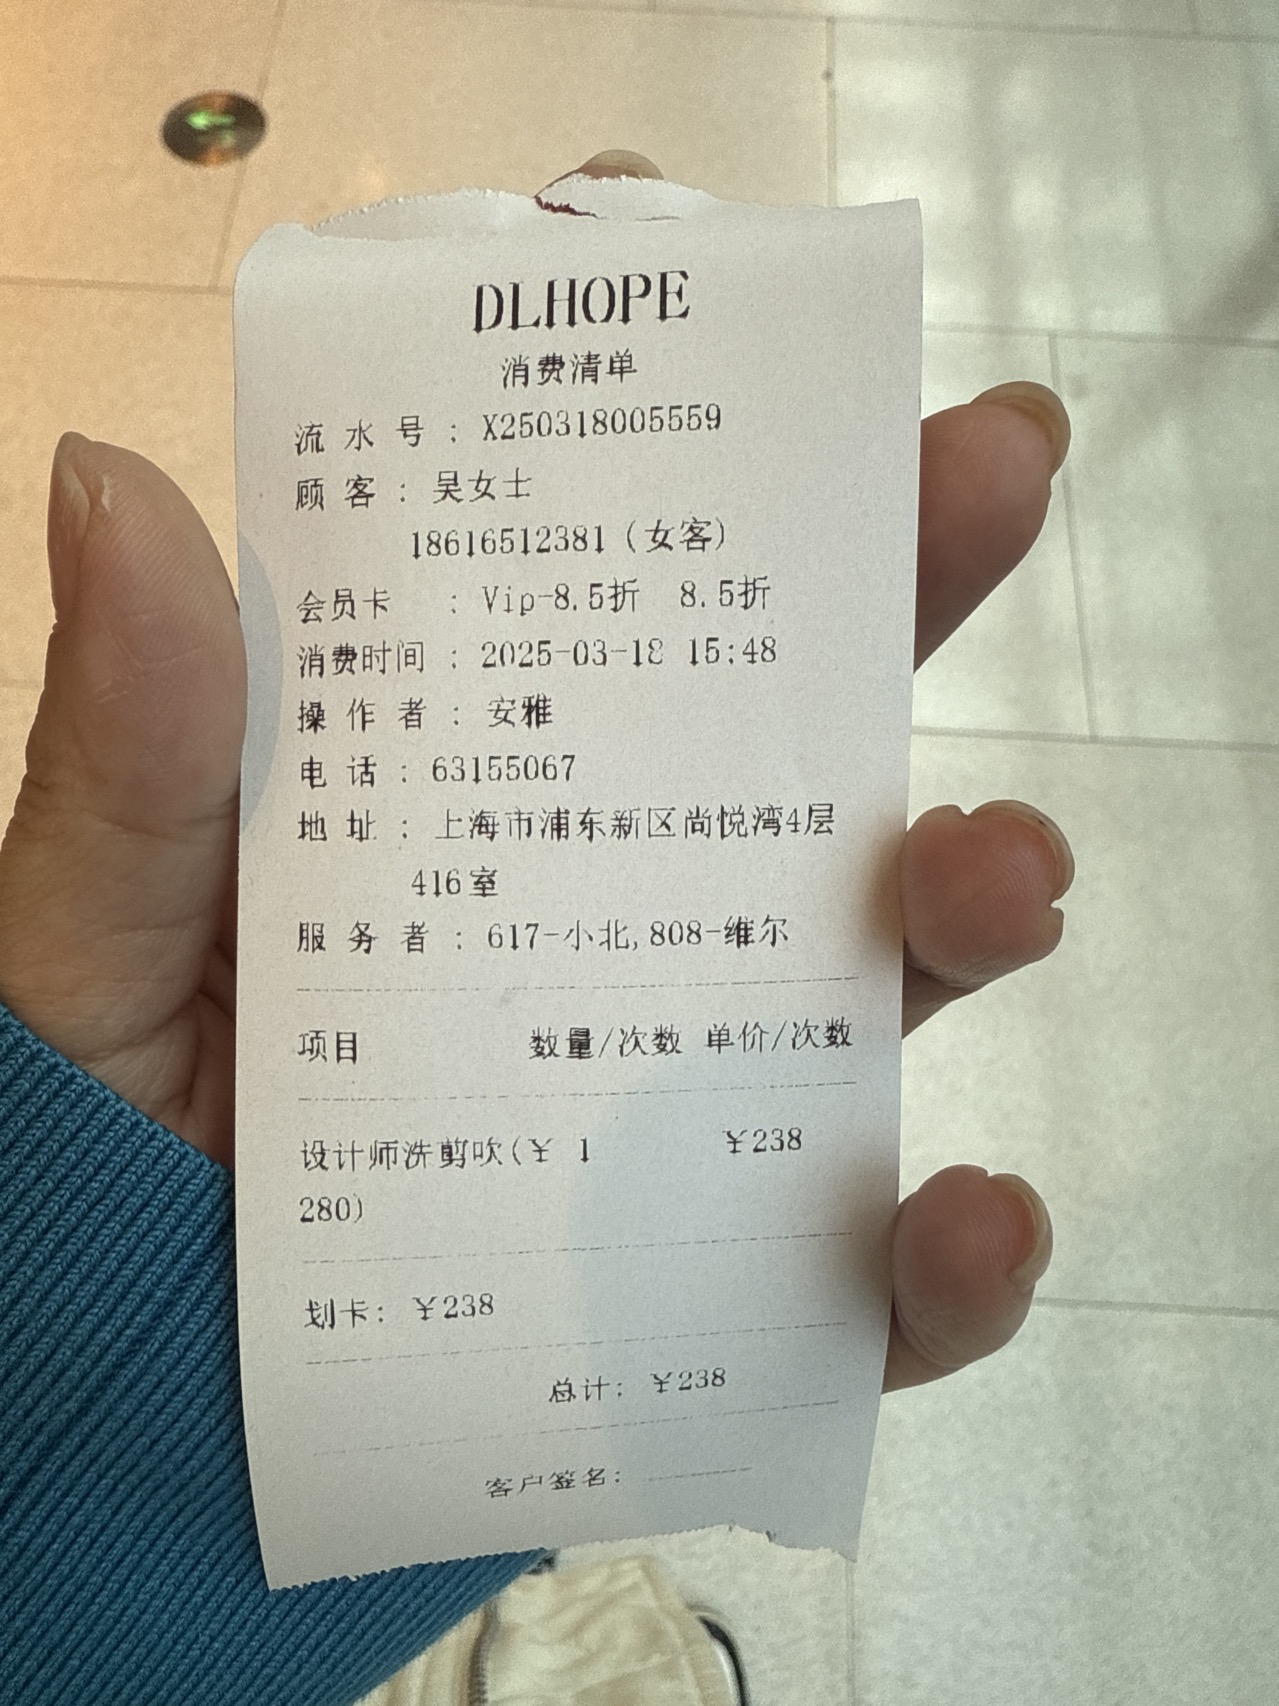 DLHOPE
消费清单
流水号：X250318005559
顾客：吴女士
18616512381（女客）
会员卡：Vip-8.5折 8.5折
消费时间：2025-03-18 15:48
操作者：安雅
电话：63155067
地址：上海市浦东新区尚悦湾4层
416室
服务者：617-小北,808-维尔
项目 数量/次数 单价/次数
设计师洗剪吹(¥ 1 ¥238
280)
划卡：¥238
总计：¥238
客户签名：